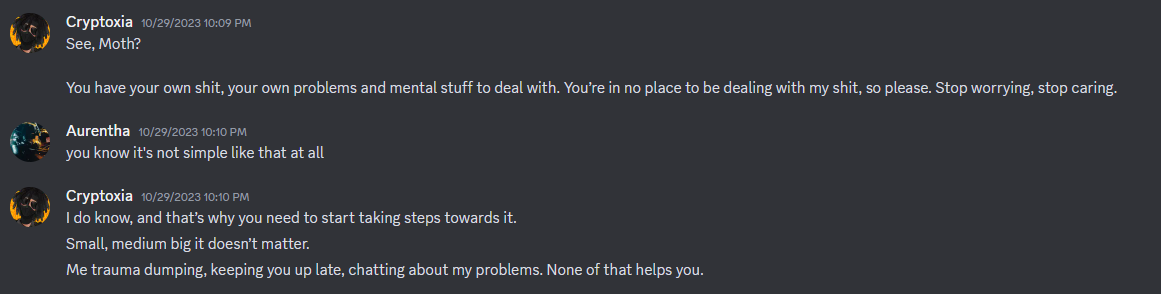 Cryptoxia 10/29/2023 10:09 PM
See, Moth?
You have your own shit, your own problems and mental stuff to deal with. You’re in no place to be dealing with my shit, so please. Stop worrying, stop caring.
Aurentha 10/29/2023 10:10 PM
you know it's not simple like that at all
Cryptoxia 10/29/2023 10:10 PM
I do know, and that’s why you need to start taking steps towards it.
Small, medium big it doesn’t matter.
Me trauma dumping, keeping you up late, chatting about my problems. None of that helps you.